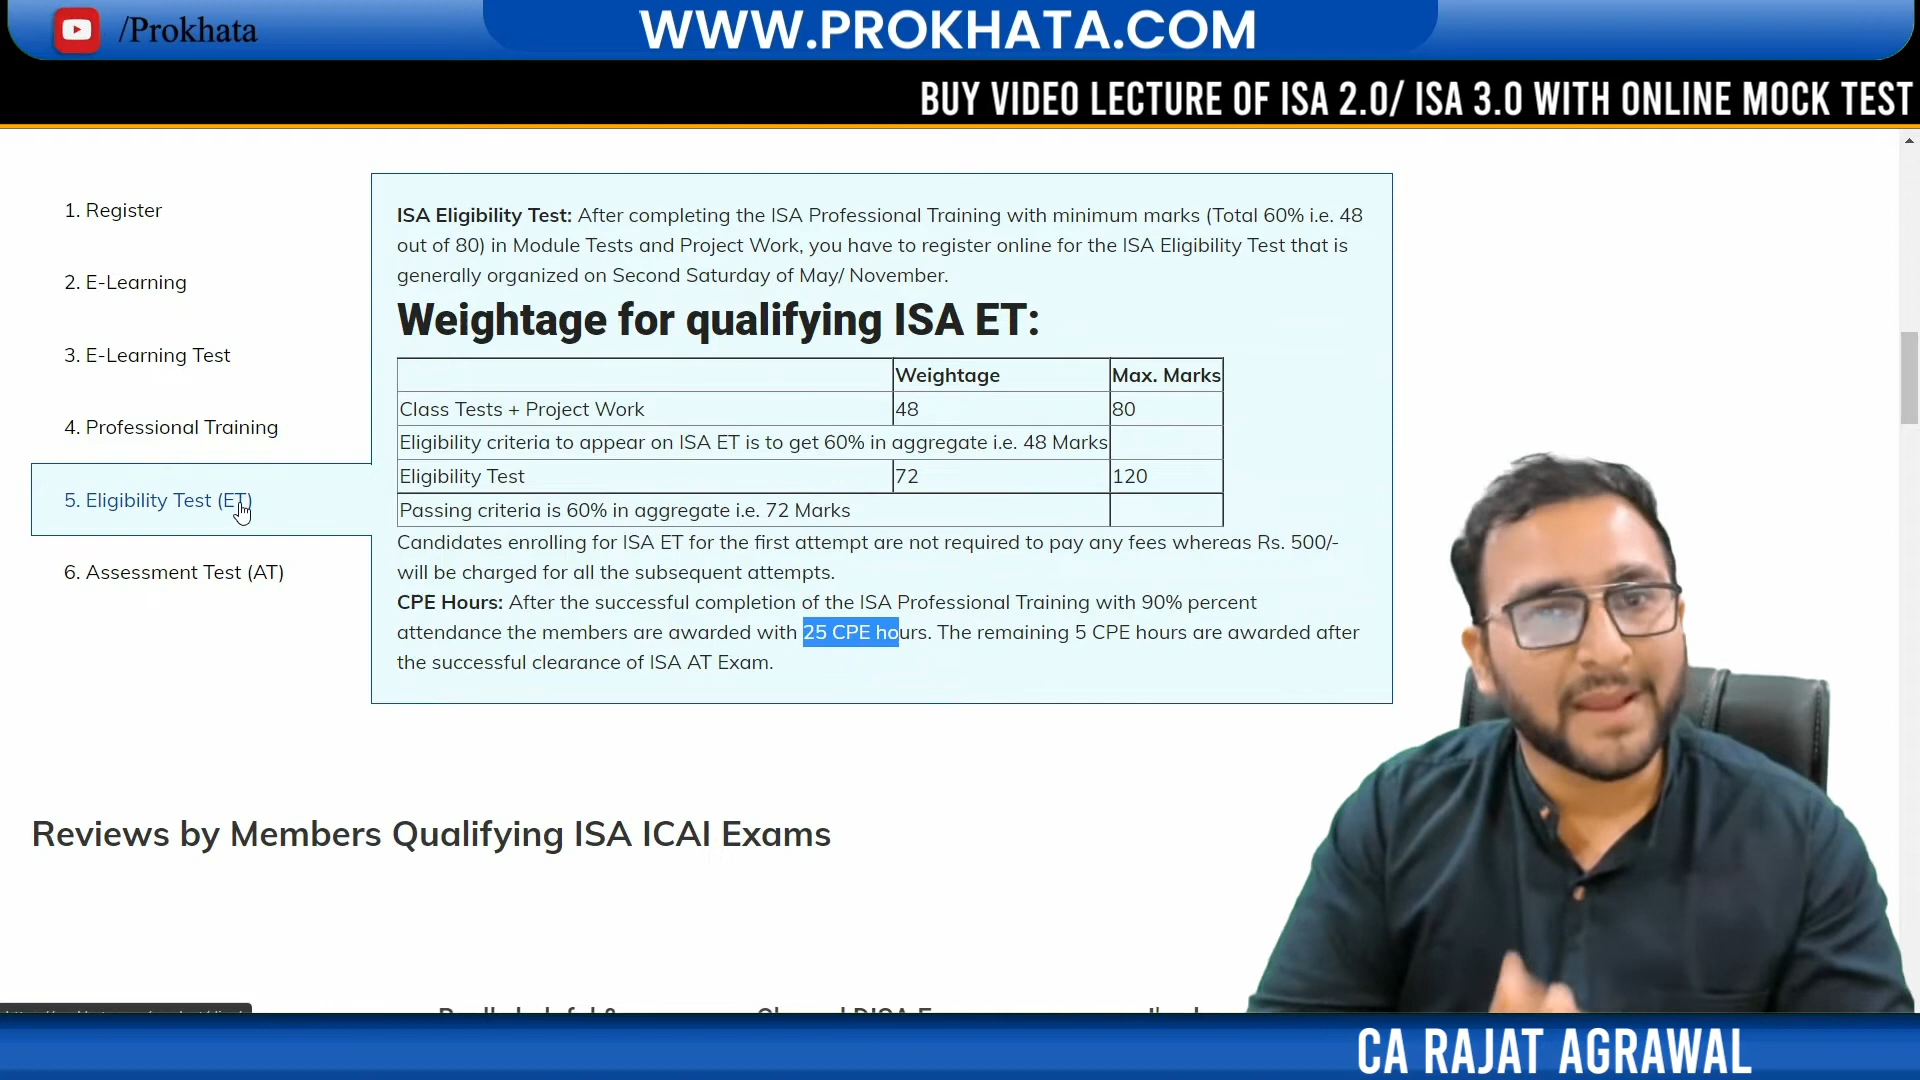 /Prokhata
WWW.PROKHATA.COM
BUY VIDEO LECTURE OF ISA 2.0/ ISA 3.0 WITH ONLINE MOCK TEST
1. Register
2. E-Learning
3. E-Learning Test
4. Professional Training
5. Eligibility Test (ET)
6. Assessment Test (AT)
ISA Eligibility Test: After completing the ISA Professional Training with minimum marks (Total 60% i.e. 48
out of 80) in Module Tests and Project Work, you have to register online for the ISA Eligibility Test that is
generally organized on Second Saturday of May/ November.
Weightage for qualifying ISA ET:
Weightage Max. Marks
Class Tests + Project Work 48 80
Eligibility criteria to appear on ISA ET is to get 60% in aggregate i.e. 48 Marks
Eligibility Test 72 120
Passing criteria is 60% in aggregate i.e. 72 Marks
Candidates enrolling for ISA ET for the first attempt are not required to pay any fees whereas Rs. 500/-
will be charged for all the subsequent attempts.
CPE Hours: After the successful completion of the ISA Professional Training with 90% percent
attendance the members are awarded with 25 CPE hours. The remaining 5 CPE hours are awarded after
the successful clearance of ISA AT Exam.
Reviews by Members Qualifying ISA ICAI Exams
CA RAJAT AGRAWAL